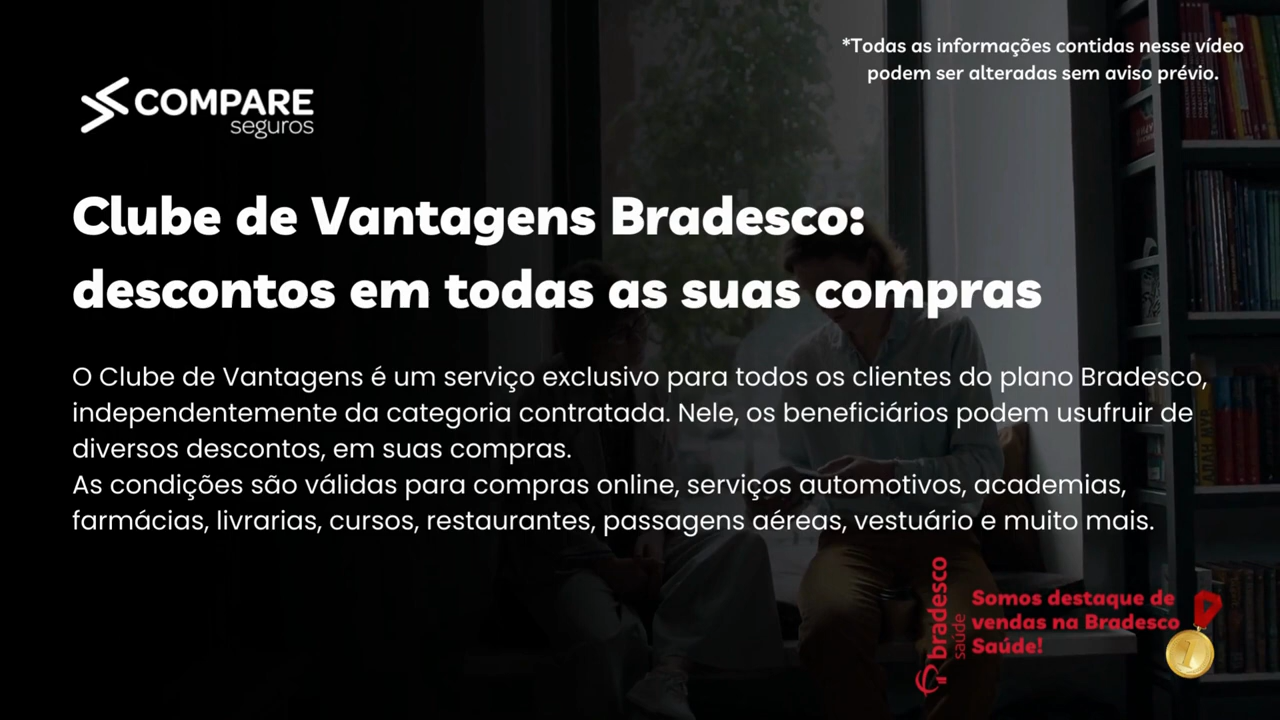 *Todas as informações contidas nesse vídeo
podem ser alteradas sem aviso prévio.
COMPARE
seguros
Clube de Vantagens Bradesco:
descontos em todas as suas compras
O Clube de Vantagens é um serviço exclusivo para todos os clientes do plano Bradesco,
independentemente da categoria contratada. Nele, os beneficiários podem usufruir de
diversos descontos, em suas compras.
As condições são válidas para compras online, serviços automotivos, academias,
farmácias, livrarias, cursos, restaurantes, passagens aéreas, vestuário e muito mais.
bradesco
saúde
Somos destaque de
vendas na Bradesco
Saúde!
1